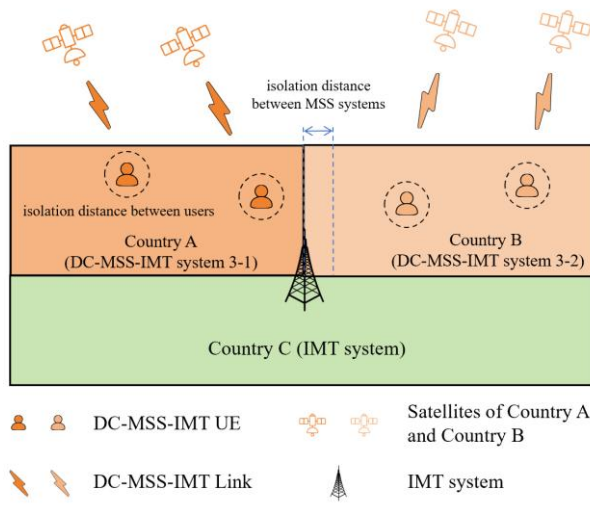 isolation distance
between MSS systems
isolation distance between users
Country A
(DC-MSS-IMT system 3-1)
Country B
(DC-MSS-IMT system 3-2)
Country C (IMT system)
DC-MSS-IMT UE
Satellites of Country A
and Country B
DC-MSS-IMT Link
IMT system